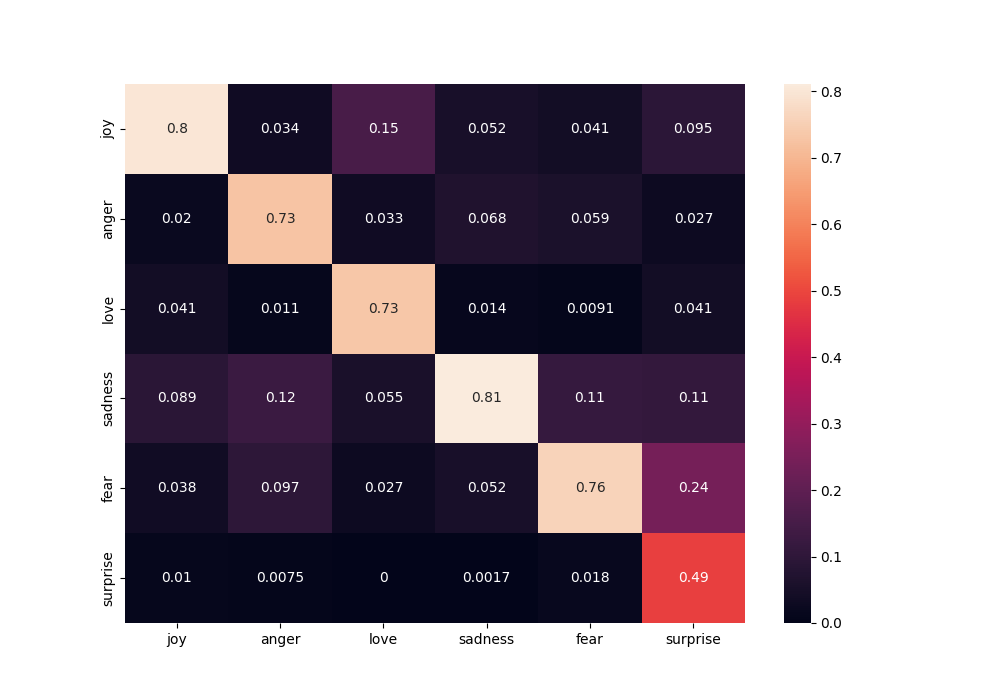 joy 0.8 0.034 0.15 0.052 0.041 0.095
anger 0.02 0.73 0.033 0.068 0.059 0.027
love 0.041 0.011 0.73 0.014 0.0091 0.041
sadness 0.089 0.12 0.055 0.81 0.11 0.11
fear 0.038 0.097 0.027 0.052 0.76 0.24
surprise 0.01 0.0075 0 0.0017 0.018 0.49
joy anger love sadness fear surprise
0.8
0.7
0.6
0.5
0.4
0.3
0.2
0.1
0.0